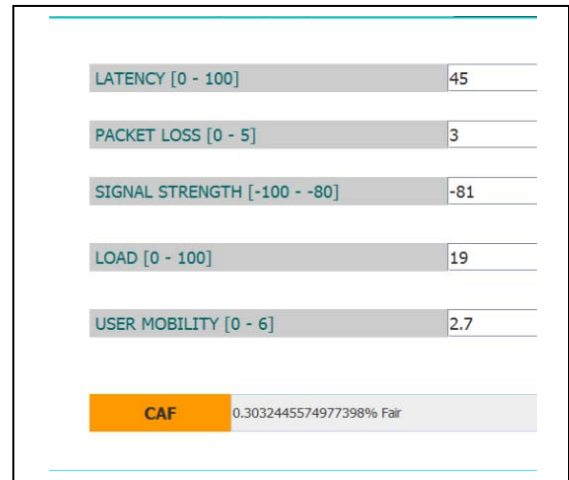 LATENCY [0 - 100] 45
PACKET LOSS [0 - 5] 3
SIGNAL STRENGTH [-100 - -80] -81
LOAD [0 - 100] 19
USER MOBILITY [0 - 6] 2.7
CAF 0.3032445574977398% Fair